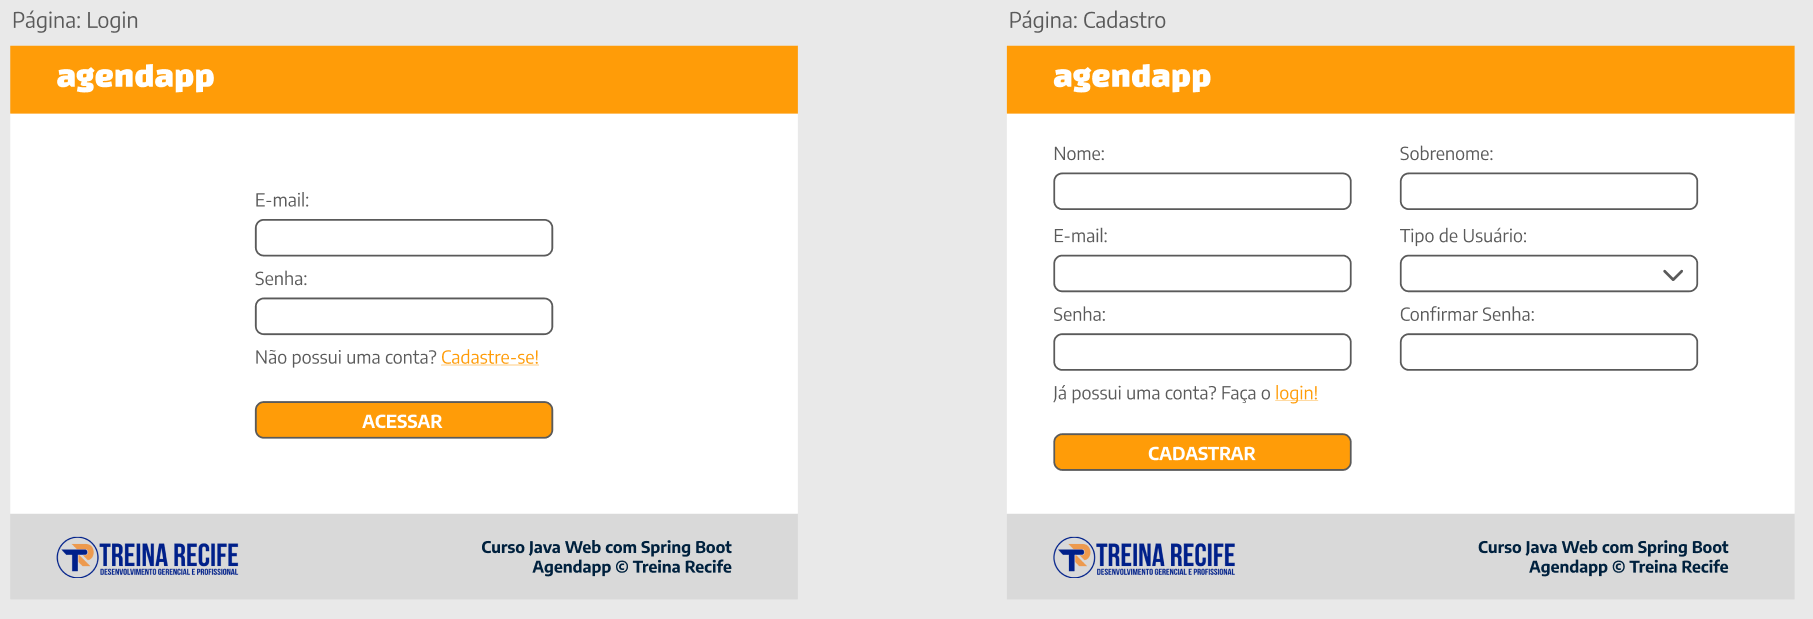 Página: Login
agendapp
E-mail:
Senha:
Não possui uma conta? Cadastre-se!
ACESSAR
TREINA RECIFE
DESENVOLVIMENTO GERENCIAL E PROFISSIONAL
Curso Java Web com Spring Boot
Agendapp © Treina Recife
Página: Cadastro
agendapp
Nome:
Sobrenome:
E-mail:
Tipo de Usuário:
Senha:
Confirmar Senha:
Já possui uma conta? Faça o login!
CADASTRAR
TREINA RECIFE
DESENVOLVIMENTO GERENCIAL E PROFISSIONAL
Curso Java Web com Spring Boot
Agendapp © Treina Recife